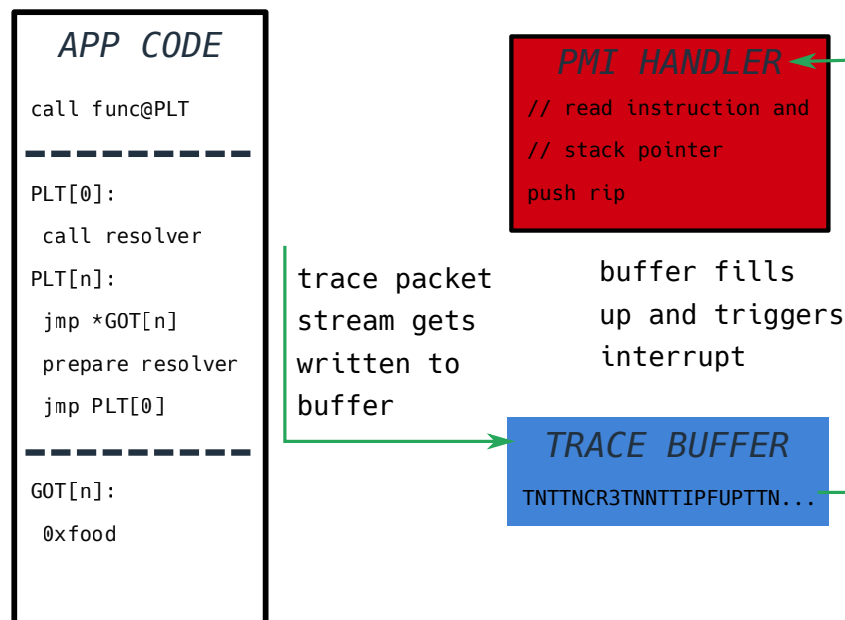 APP CODE
call func@PLT
PLT[0]:
call resolver
PLT[n]:
jmp *GOT[n]
prepare resolver
jmp PLT[0]
GOT[n]:
0xfood
trace packet
stream gets
written to
buffer
PMI HANDLER
// read instruction and
// stack pointer
push rip
buffer fills
up and triggers
interrupt
TRACE BUFFER
TNTTNCR3TNNTTIPFUPTTN...